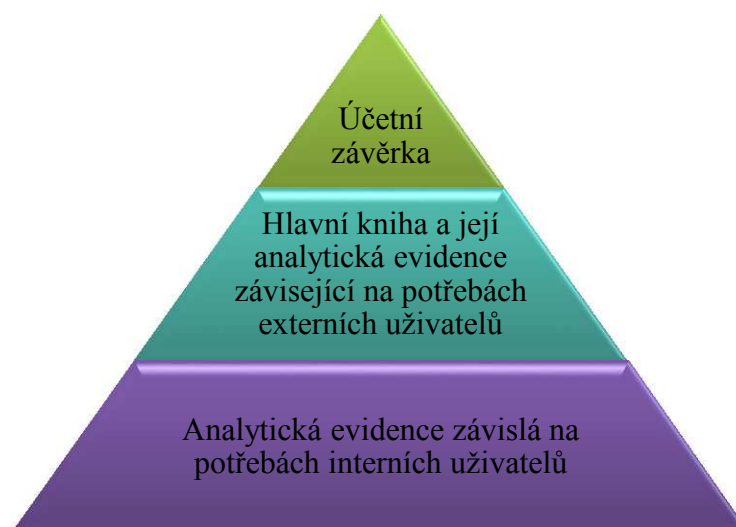 Účetní
závěrka
Hlavní kniha a její
analytická evidence
závisející na potřebách
externích uživatelů
Analytická evidence závislá na
potřebách interních uživatelů